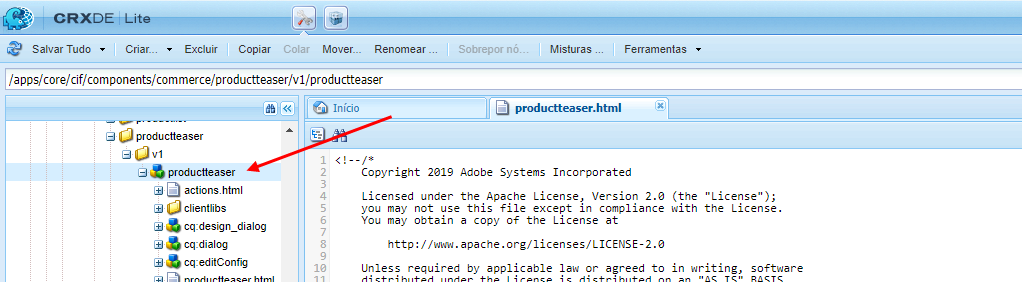 CRXDE | Lite
Salvar Tudo Criar... Excluir Copiar Colar Mover... Renomear ... Sobrepor nó... Misturas ... Ferramentas
/apps/core/cif/components/commerce/productteaser/v1/productteaser
Início productteaser.html
productlist
productteaser
v1
productteaser
actions.html
clientlibs
cq:design_dialog
cq:dialog
cq:editConfig
productteaser.html
1 <!--/*
2 Copyright 2019 Adobe Systems Incorporated
3
4 Licensed under the Apache License, Version 2.0 (the "License");
5 you may not use this file except in compliance with the License.
6 You may obtain a copy of the License at
7
8 http://www.apache.org/licenses/LICENSE-2.0
9
10 Unless required by applicable law or agreed to in writing, software
11 distributed under the License is distributed on an "AS IS" BASIS